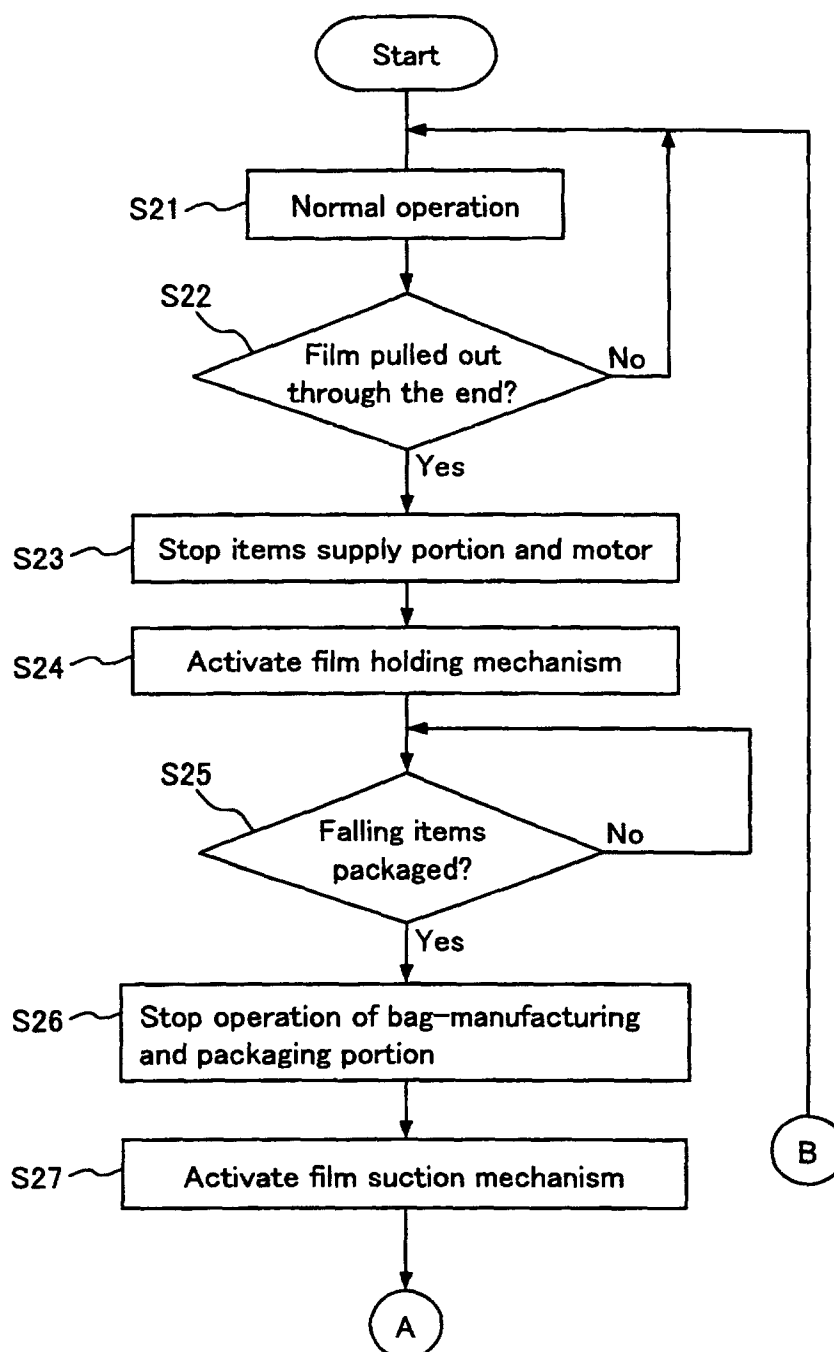 Start
S21
Normal operation
S22
Film pulled out
through the end?
No
Yes
S23
Stop items supply portion and motor
S24
Activate film holding mechanism
S25
Falling items
packaged?
No
Yes
S26
Stop operation of bag-manufacturing
and packaging portion
S27
Activate film suction mechanism
B
A